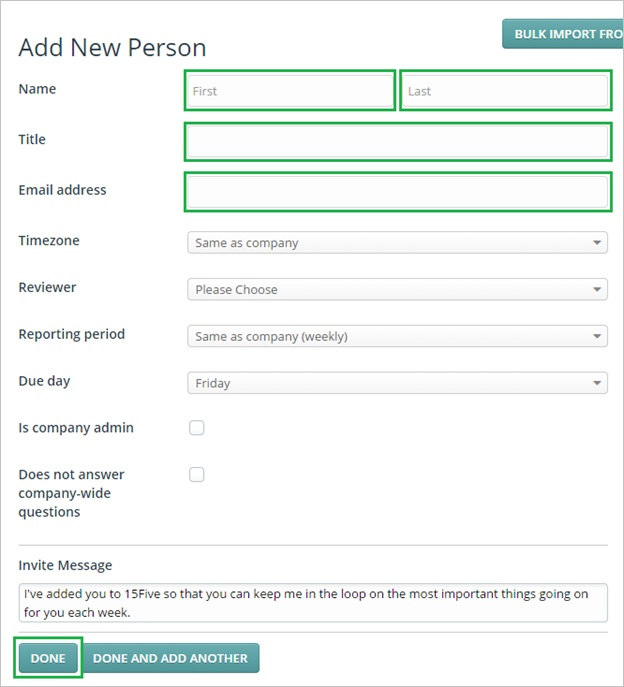 BULK IMPORT FRO
Add New Person
Name
First
Last
Title
Email address
Timezone
Same as company
Reviewer
Please Choose
Reporting period
Same as company (weekly)
Due day
Friday
Is company admin
Does not answer
company-wide
questions
Invite Message
I've added you to 15Five so that you can keep me in the loop on the most important things going on
for you each week.
DONE
DONE AND ADD ANOTHER